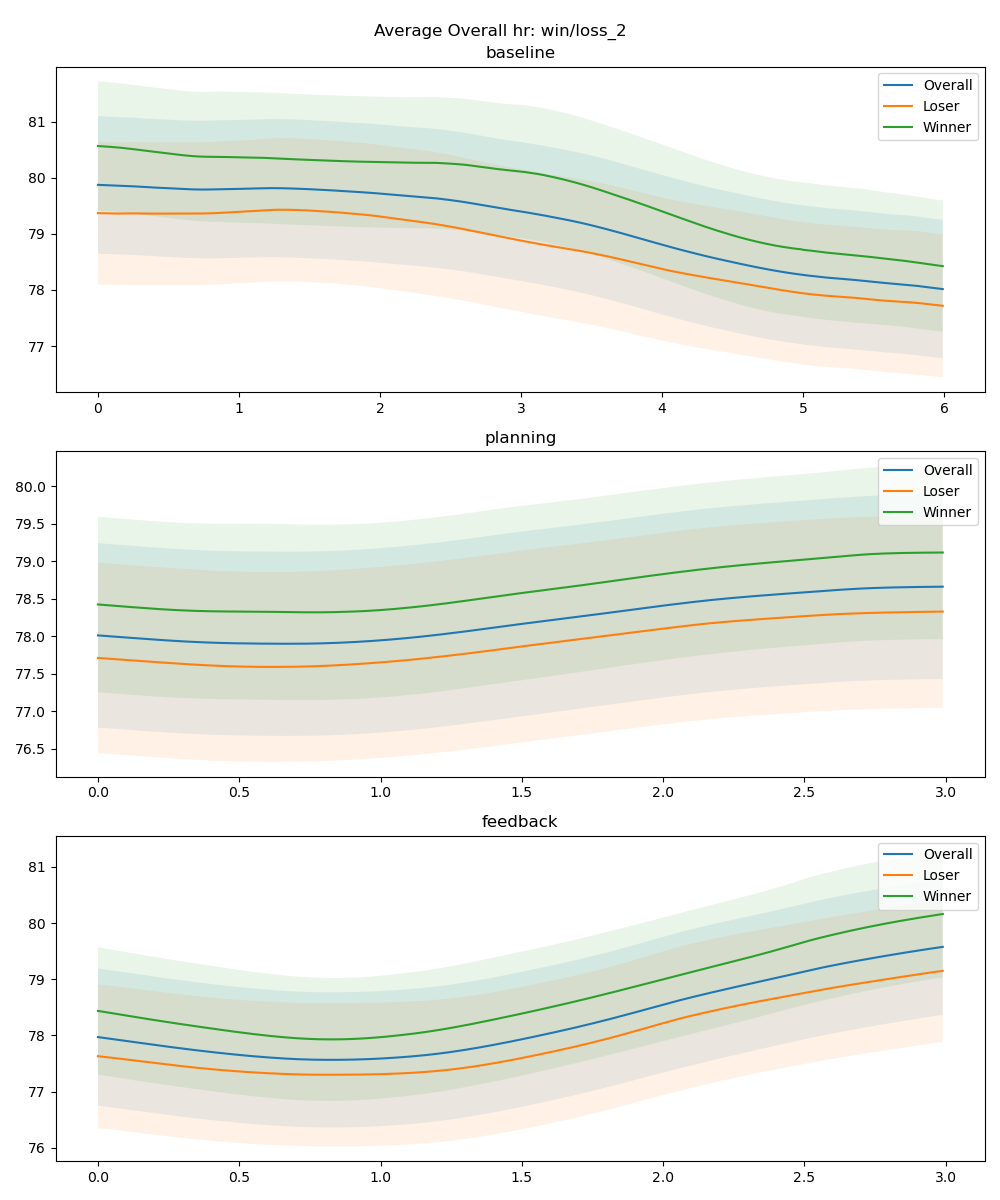 Average Overall hr: win/loss_2
baseline
Overall
Loser
Winner
81
80
79
78
77
0 1 2 3 4 5 6
planning
Overall
Loser
Winner
80.0
79.5
79.0
78.5
78.0
77.5
77.0
76.5
0.0 0.5 1.0 1.5 2.0 2.5 3.0
feedback
Overall
Loser
Winner
81
80
79
78
77
76
0.0 0.5 1.0 1.5 2.0 2.5 3.0